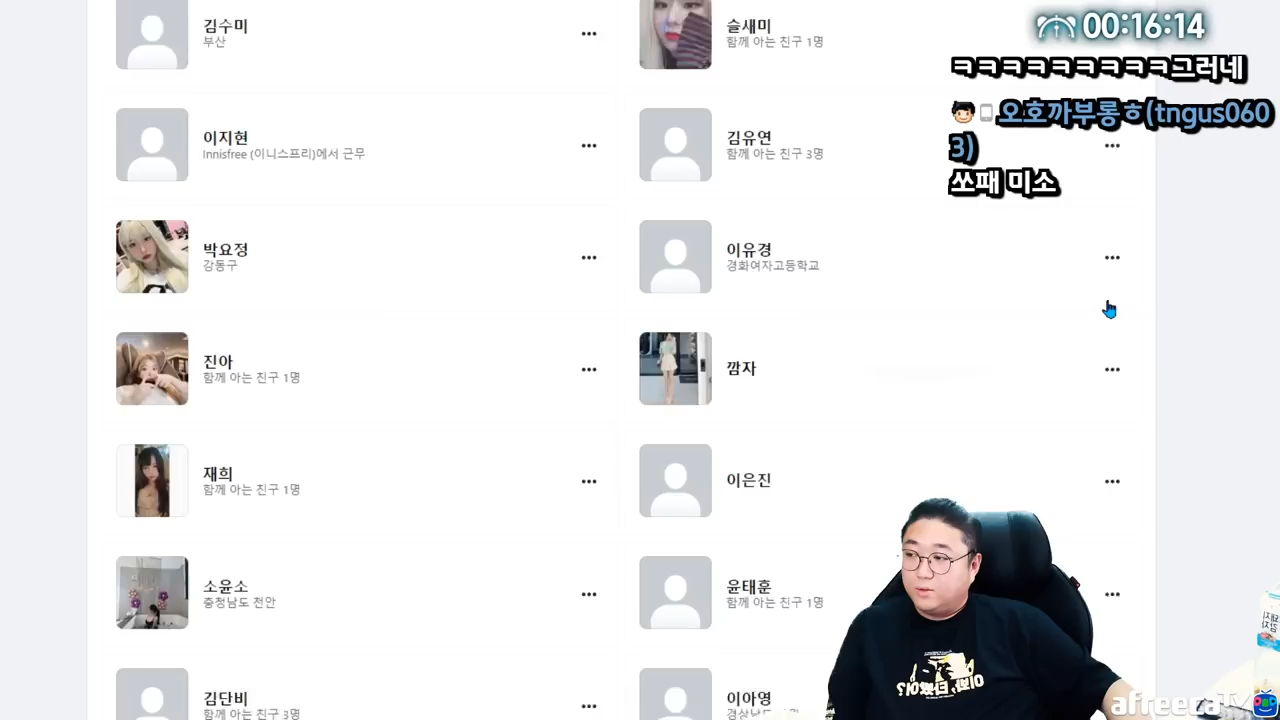 김수미
부산
슬새미
함께 아는 친구 1명
00:16:14
ㅋㅋㅋㅋㅋㅋㅋㅋㅋ그러네
오호까부롱ㅎ(tngus060
3)
쏘패 미소
이지현
Innisfree (이니스프리)에서 근무
김유연
함께 아는 친구 3명
박요정
강동구
이유경
경화여자고등학교
진아
함께 아는 친구 1명
깜자
재희
함께 아는 친구 1명
이은진
소윤소
충청남도 천안
윤태훈
함께 아는 친구 1명
김단비
함께 아는 친구 3명
이아영
afreecaTV